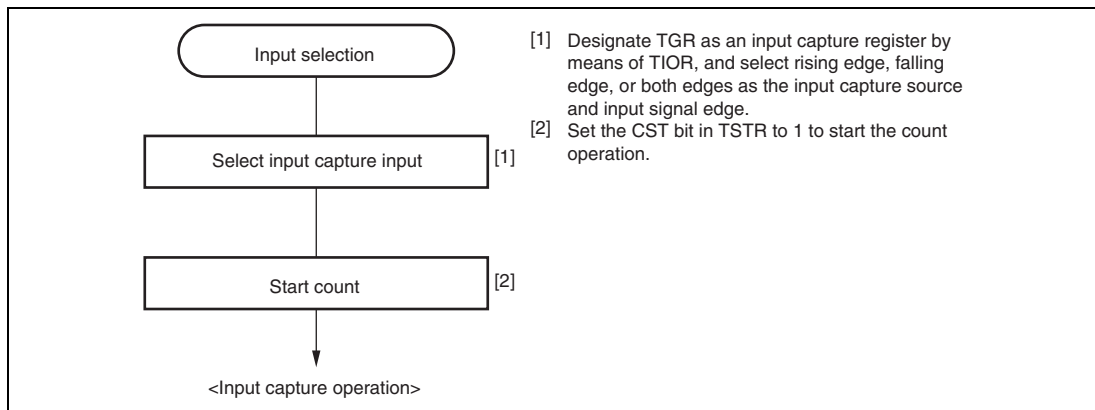 Input selection
Select input capture input
[1]
Start count
[2]
<Input capture operation>
[1] Designate TGR as an input capture register by
means of TIOR, and select rising edge, falling
edge, or both edges as the input capture source
and input signal edge.
[2] Set the CST bit in TSTR to 1 to start the count
operation.